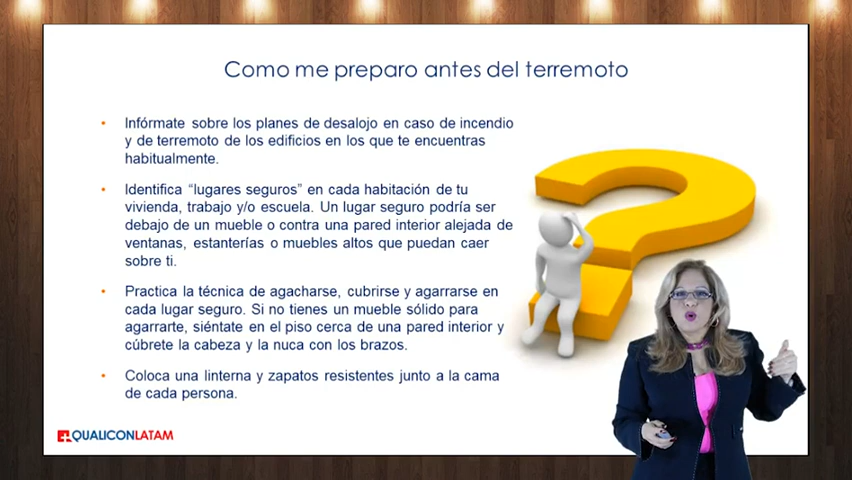 Como me preparo antes del terremoto
• Infórmate sobre los planes de desalojo en caso de incendio
y de terremoto de los edificios en los que te encuentras
habitualmente.
• Identifica “lugares seguros” en cada habitación de tu
vivienda, trabajo y/o escuela. Un lugar seguro podría ser
debajo de un mueble o contra una pared interior alejada de
ventanas, estanterías o muebles altos que puedan caer
sobre ti.
• Practica la técnica de agacharse, cubrirse y agarrarse en
cada lugar seguro. Si no tienes un mueble sólido para
agarrarte, siéntate en el piso cerca de una pared interior y
cúbrete la cabeza y la nuca con los brazos.
• Coloca una linterna y zapatos resistentes junto a la cama
de cada persona.
QUALICONLATAM